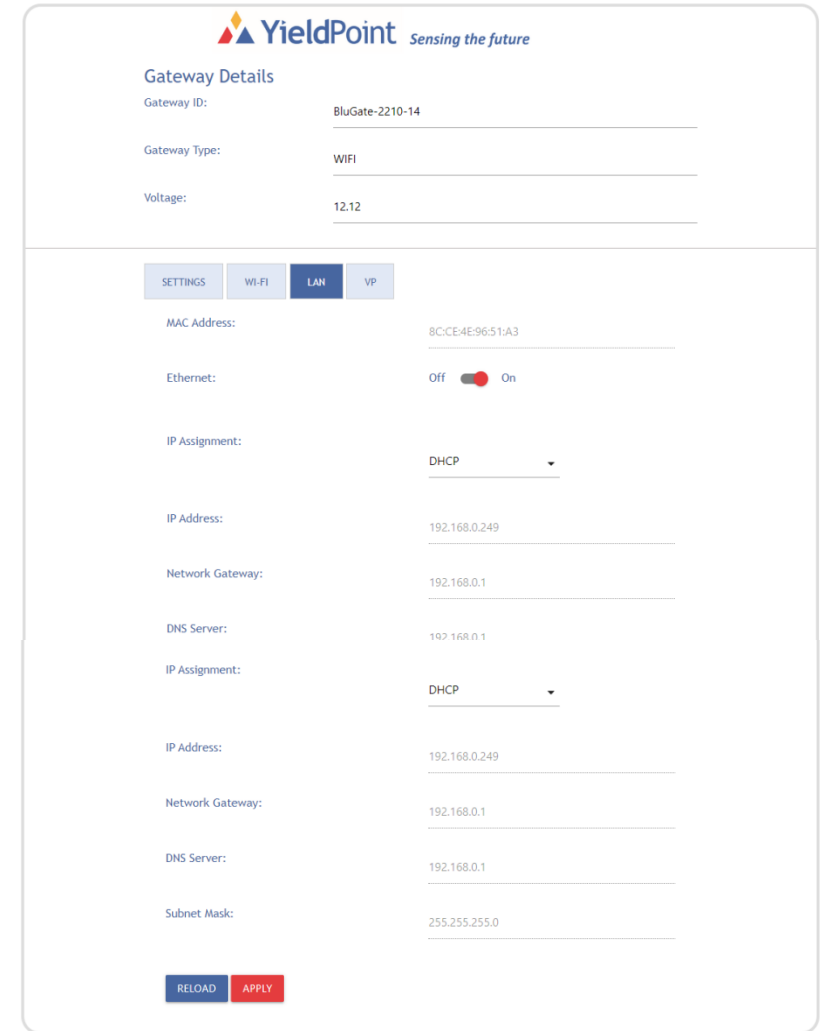 YieldPoint Sensing the future
Gateway Details
Gateway ID:
BluGate-2210-14
Gateway Type:
WIFI
Voltage:
12.12
SETTINGS WI-FI LAN VP
MAC Address:
8C:CE:4E:96:51:A3
Ethernet:
Off On
IP Assignment:
DHCP
IP Address:
192.168.0.249
Network Gateway:
192.168.0.1
DNS Server:
192.168.0.1
IP Assignment:
DHCP
IP Address:
192.168.0.249
Network Gateway:
192.168.0.1
DNS Server:
192.168.0.1
Subnet Mask:
255.255.255.0
RELOAD APPLY